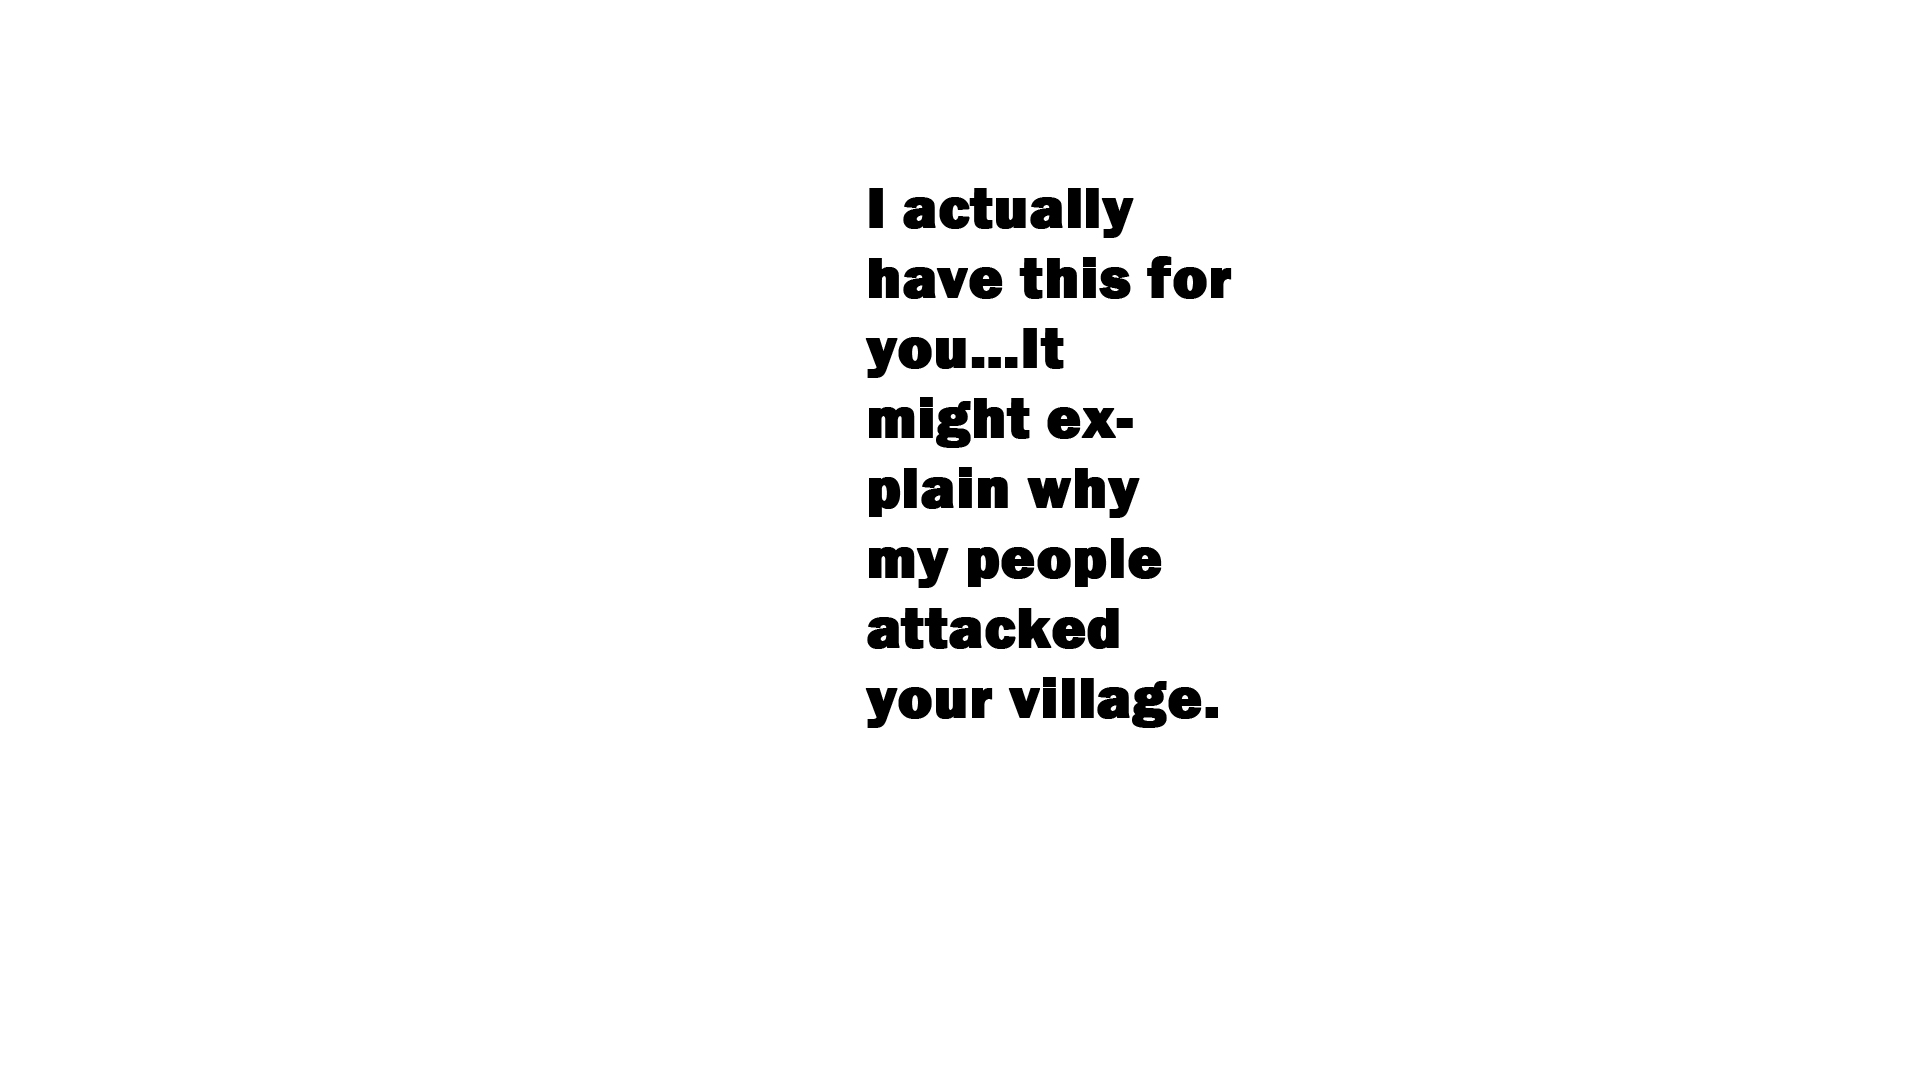 I actually
have this for
you...It
might ex-
plain why
my people
attacked
your village.